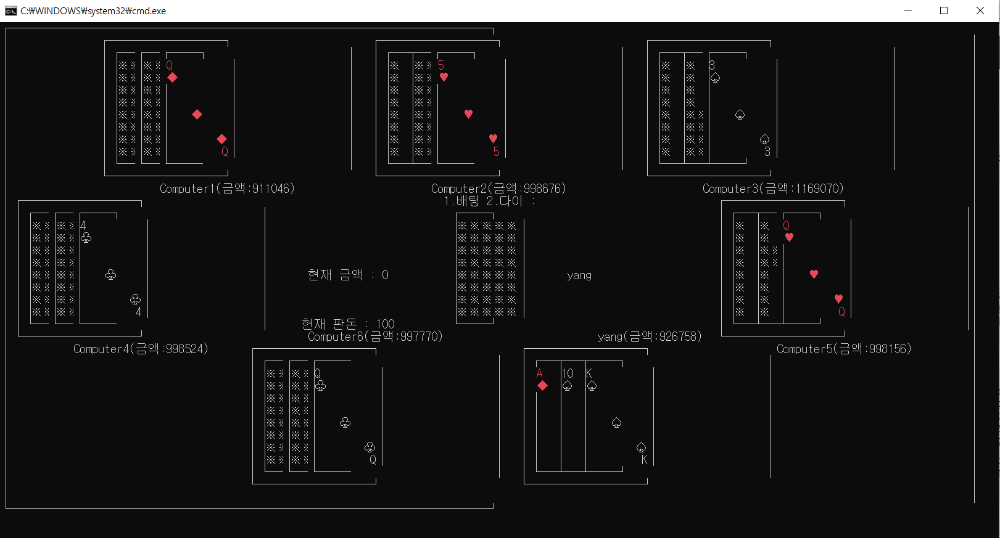 C:₩WINDOWS₩system32₩cmd.exe
Q 5 3
Q 5 3
Computer1(금액:911046) Computer2(금액:998676) Computer3(금액:1169070)
1.배팅 2.다이 :
4 Q
현재 금액 : 0 yang
4 Q
현재 판돈 : 100
Computer6(금액:997770) yang(금액:926758)
Computer4(금액:998524) Computer5(금액:998156)
Q A 10 K
Q K